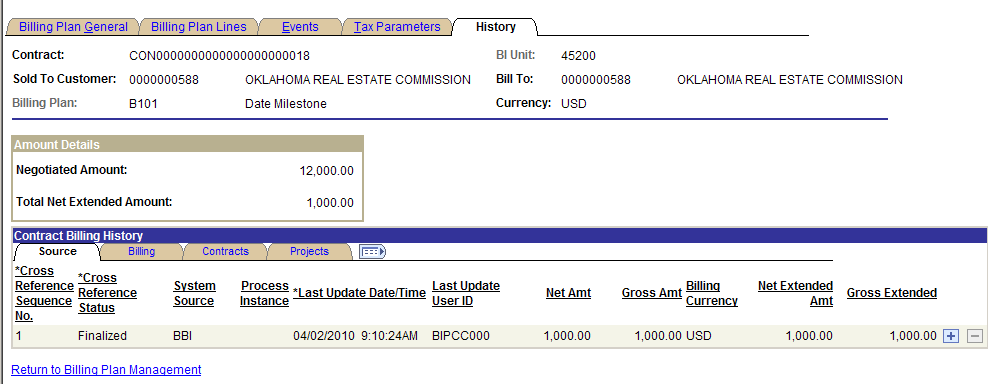 Billing Plan General Billing Plan Lines Events Tax Parameters History
Contract: CON0000000000000000000018 BI Unit: 45200
Sold To Customer: 0000000588 OKLAHOMA REAL ESTATE COMMISSION Bill To: 0000000588 OKLAHOMA REAL ESTATE COMMISSION
Billing Plan: B101 Date Milestone Currency: USD
Amount Details
Negotiated Amount: 12,000.00
Total Net Extended Amount: 1,000.00
Contract Billing History
Source Billing Contracts Projects
*Cross Reference Sequence No. *Cross Reference Status System Source Process Instance *Last Update Date/Time Last Update User ID Net Amt Gross Amt Billing Currency Net Extended Amt Gross Extended
1 Finalized BBI 04/02/2010 9:10:24AM BIPCC000 1,000.00 1,000.00 USD 1,000.00 1,000.00
Return to Billing Plan Management